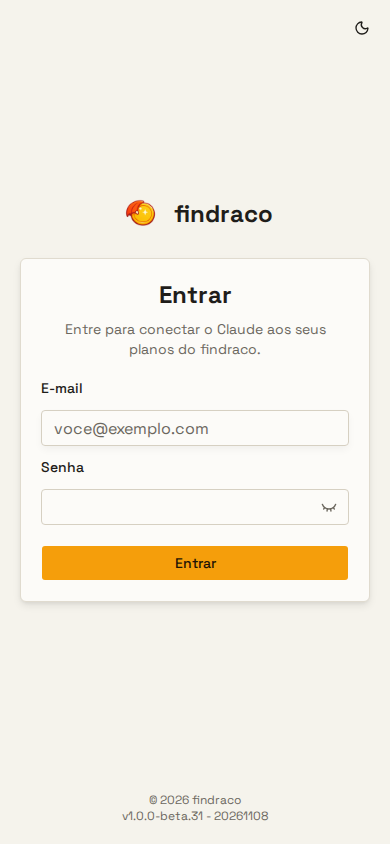 findraco
Entrar
Entre para conectar o Claude aos seus
planos do findraco.
E-mail
voce@exemplo.com
Senha
Entrar
© 2026 findraco
v1.0.0-beta.31 - 20261108